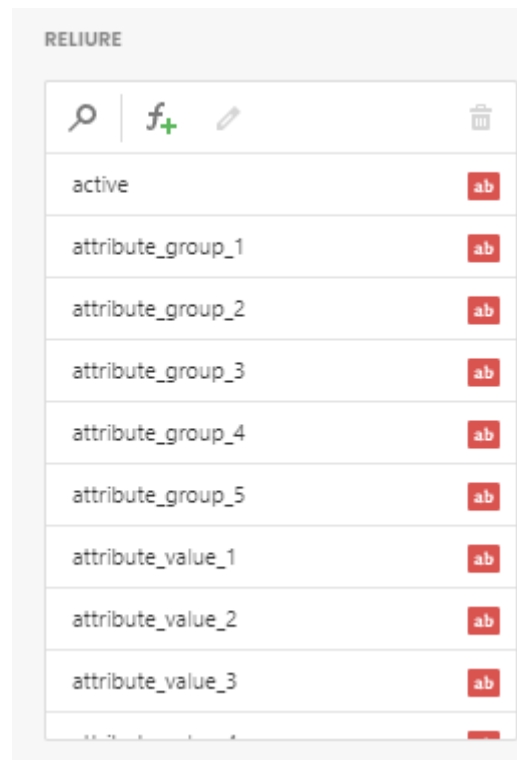 RELIURE
active ab
attribute_group_1 ab
attribute_group_2 ab
attribute_group_3 ab
attribute_group_4 ab
attribute_group_5 ab
attribute_value_1 ab
attribute_value_2 ab
attribute_value_3 ab